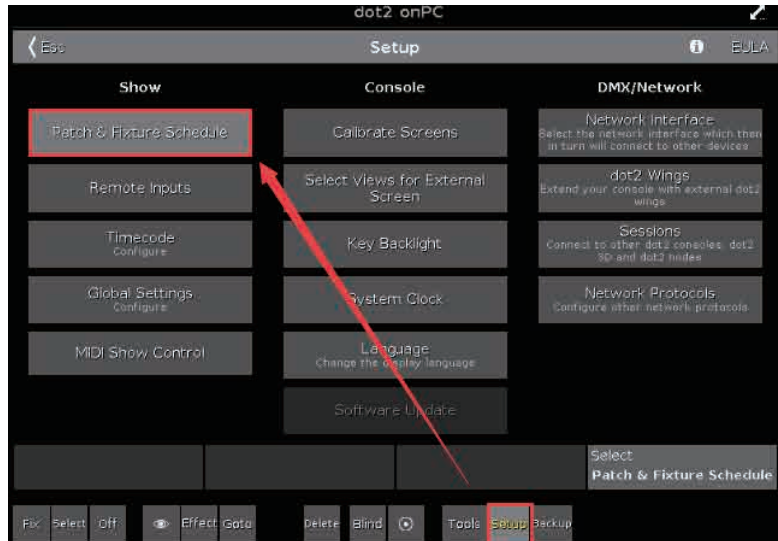 dot2 onPC
Esc
Setup
EULA
Show
Console
DMX/Network
Patch & Fixture Schedule
Calibrate Screens
Network Interface
Select the network interface which then
in turn will connect to other devices
Remote Inputs
Select Views for External
Screen
dot2 Wings
Extend your console with external dot2
wings
Timecode
Configure
Key Backlight
Sessions
Connect to other dot2 consoles, dot2
3D and dot2 nodes
Global Settings
Configure
System Clock
Network Protocols
Configure other network protocols
MIDI Show Control
Language
Change the display language
Software Update
Select
Patch & Fixture Schedule
Fix Select Off Effect Goto Delete Blind Tools Setup Backup